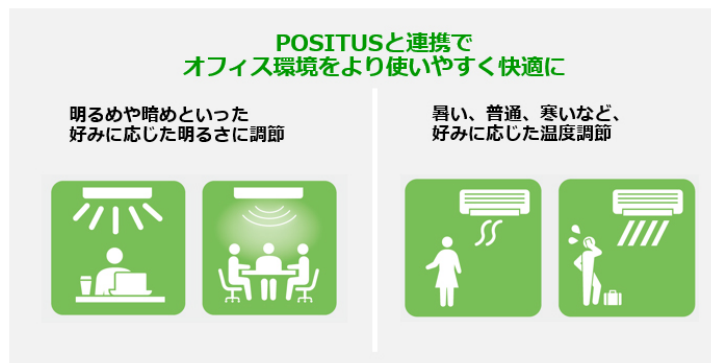 POSITUSと連携で
オフィス環境をより使いやすく快適に
明るめや暗めといった
好みに応じた明るさに調節
暑い、普通、寒いなど、
好みに応じた温度調節